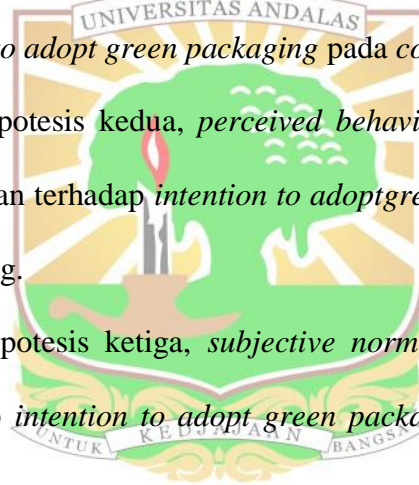 UNIVERSITAS ANDALAS
to adopt green packaging pada co
potesis kedua, perceived behavi
an terhadap intention to adoptgre
g.
potesis ketiga, subjective norm
intention to adopt green packa
UNTUK KEDJAJAAN BANGSA